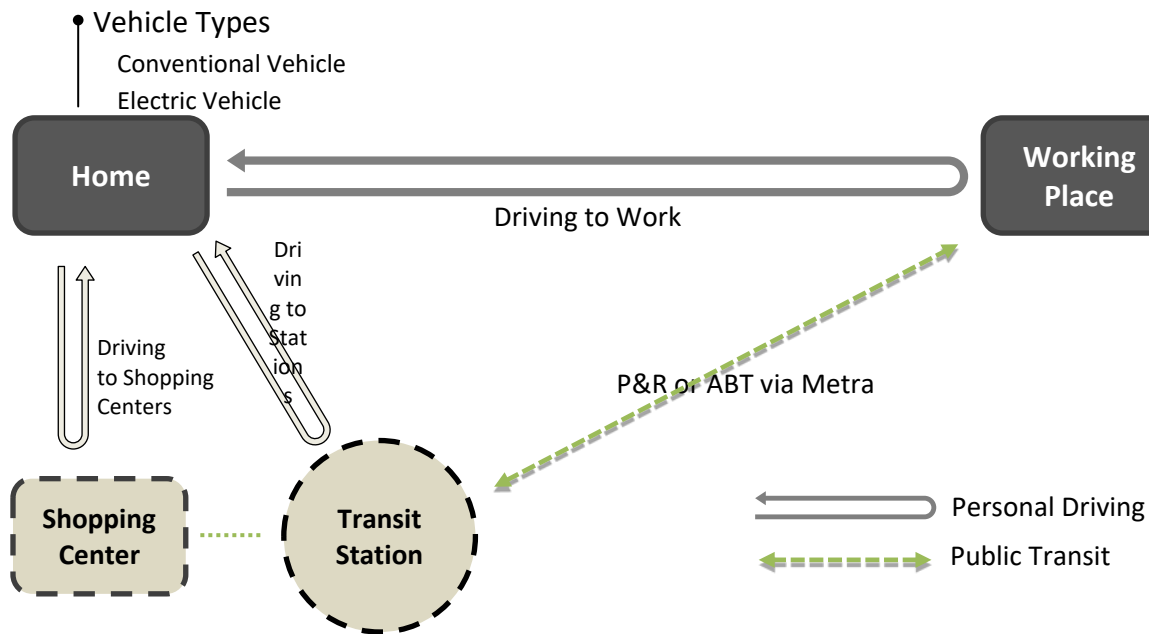 Vehicle Types
Conventional Vehicle
Electric Vehicle
Home
Working
Place
Driving to Work
Dri
vin
g to
Stat
ion
s
Driving
to Shopping
Centers
P&R or ABT via Metra
Shopping
Center
Transit
Station
Personal Driving
Public Transit